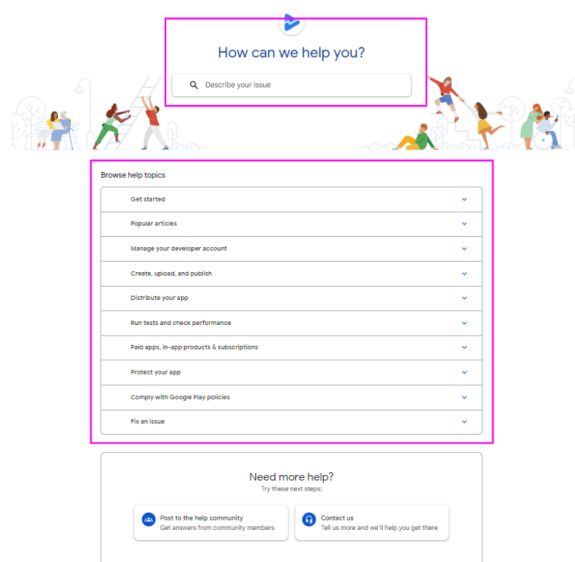 How can we help you?
Describe your issue
Browse help topics
Get started
Popular articles
Manage your developer account
Create, upload, and publish
Distribute your app
Run tests and check performance
Paid apps, in-app products & subscriptions
Protect your app
Comply with Google Play policies
Fix an issue
Need more help?
Try these next steps:
Post to the help community
Get answers from community members
Contact us
Tell us more and we'll help you get there